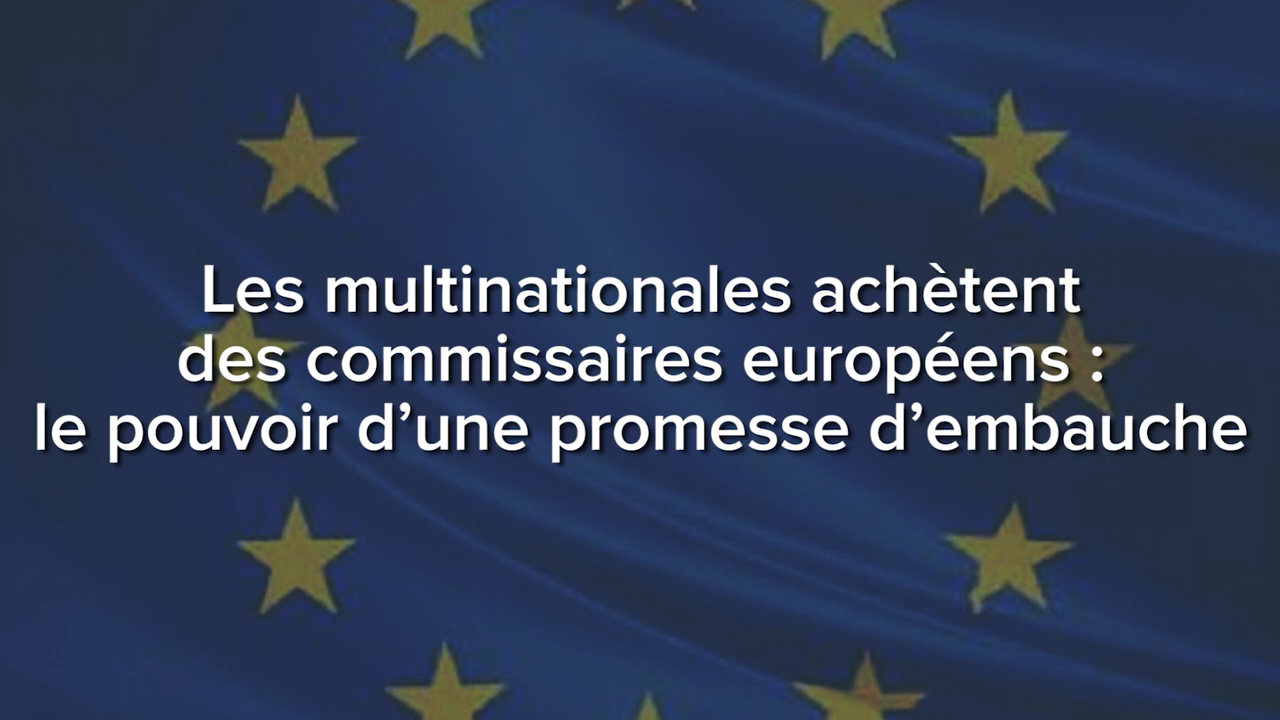 Les multinationales achètent
des commissaires européens :
le pouvoir d’une promesse d’embauche